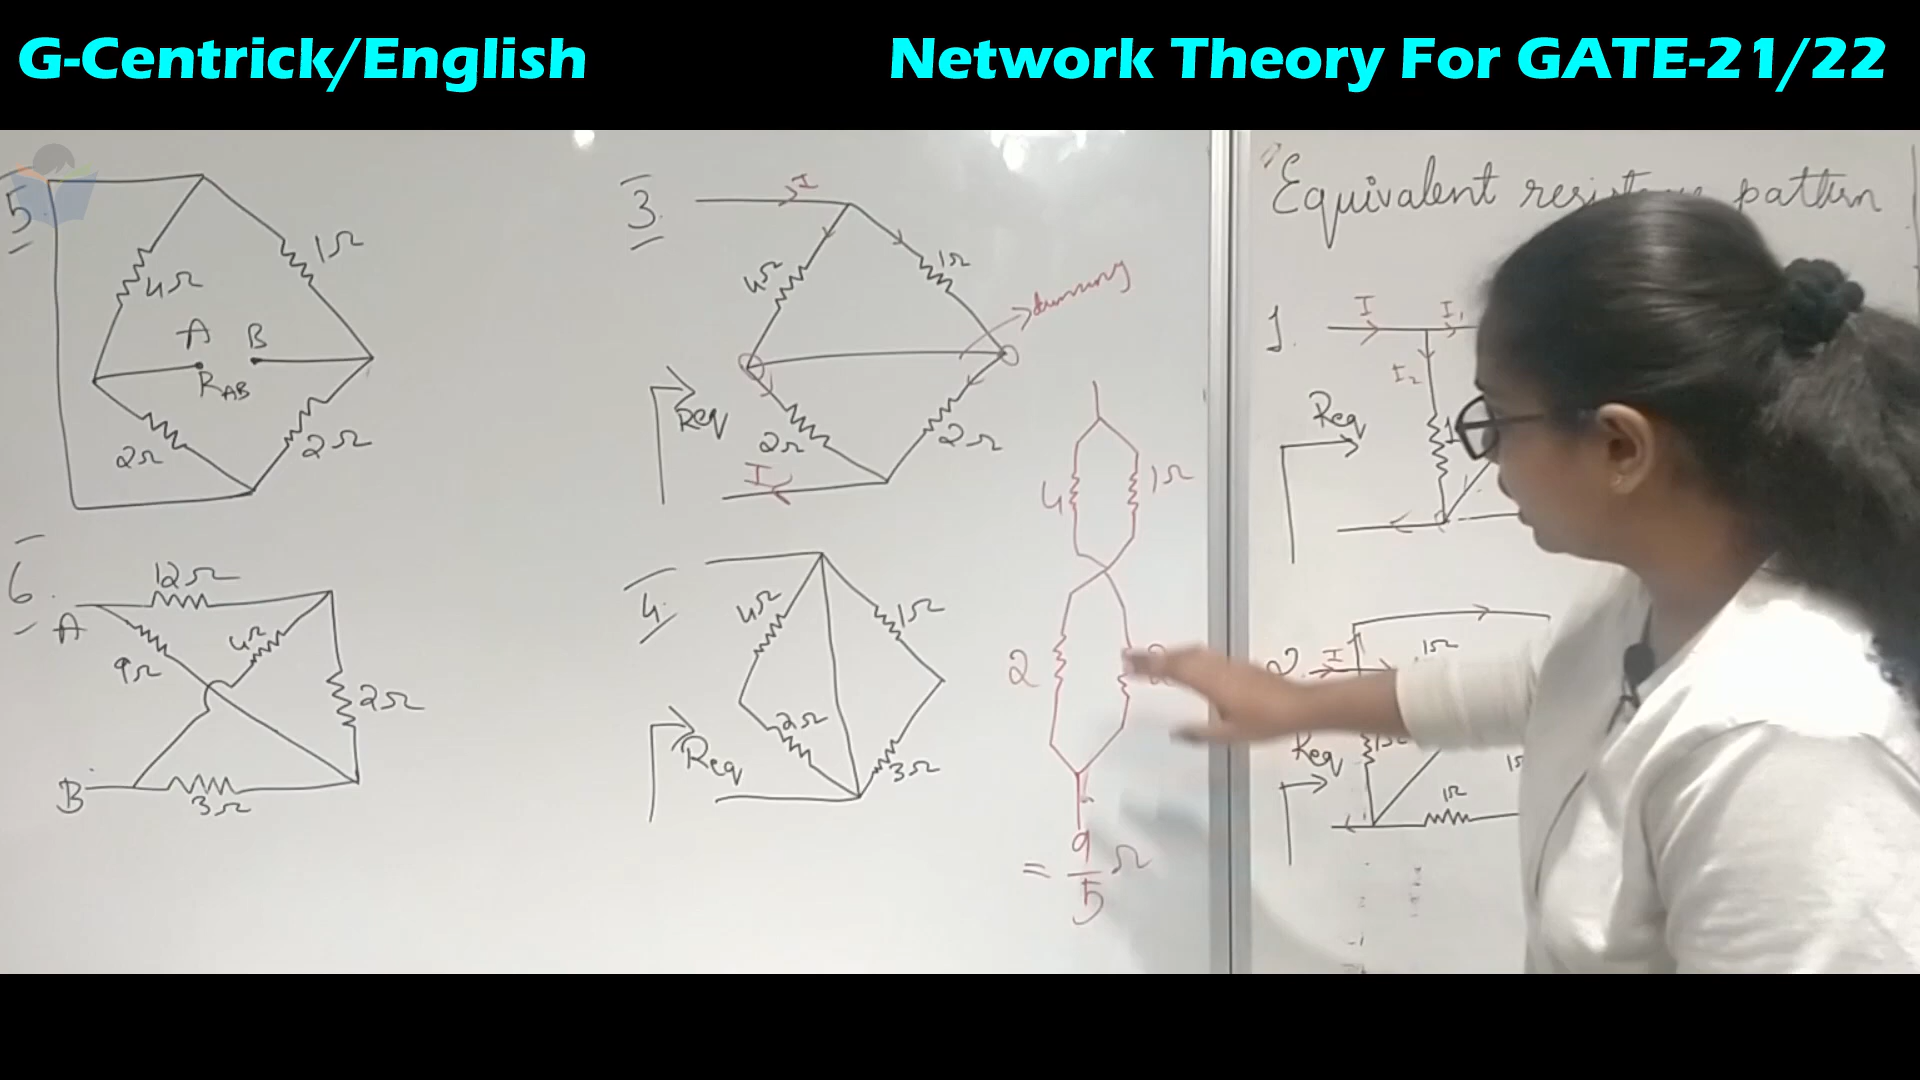 G-Centrick/English
Network Theory For GATE-21/22
5
4Ω
1Ω
A
B
R_AB
2Ω
2Ω
6.
12Ω
A
9Ω
4Ω
2Ω
B
3Ω
3.
I
4Ω
1Ω
dummy
Req
2Ω
2Ω
I
4
1Ω
2
= 9/5 Ω
4.
4Ω
1Ω
2Ω
Req
3Ω
Equivalent pattern
1.
I
I₁
I₂
Req
1
2.
I
1Ω
Req
1Ω
1Ω